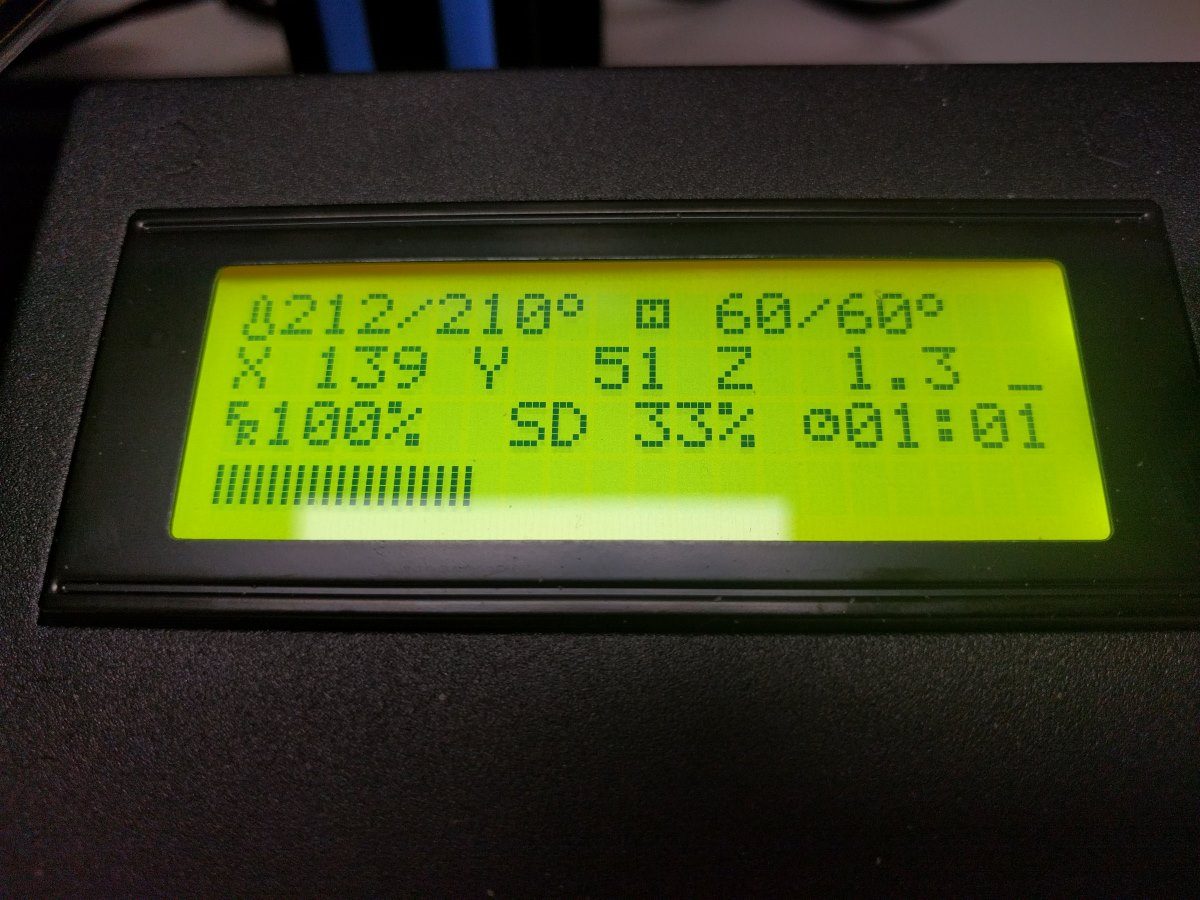 212/210° 60/60°
X 139 Y 51 Z 1.3 _
100% SD 33% 01:01